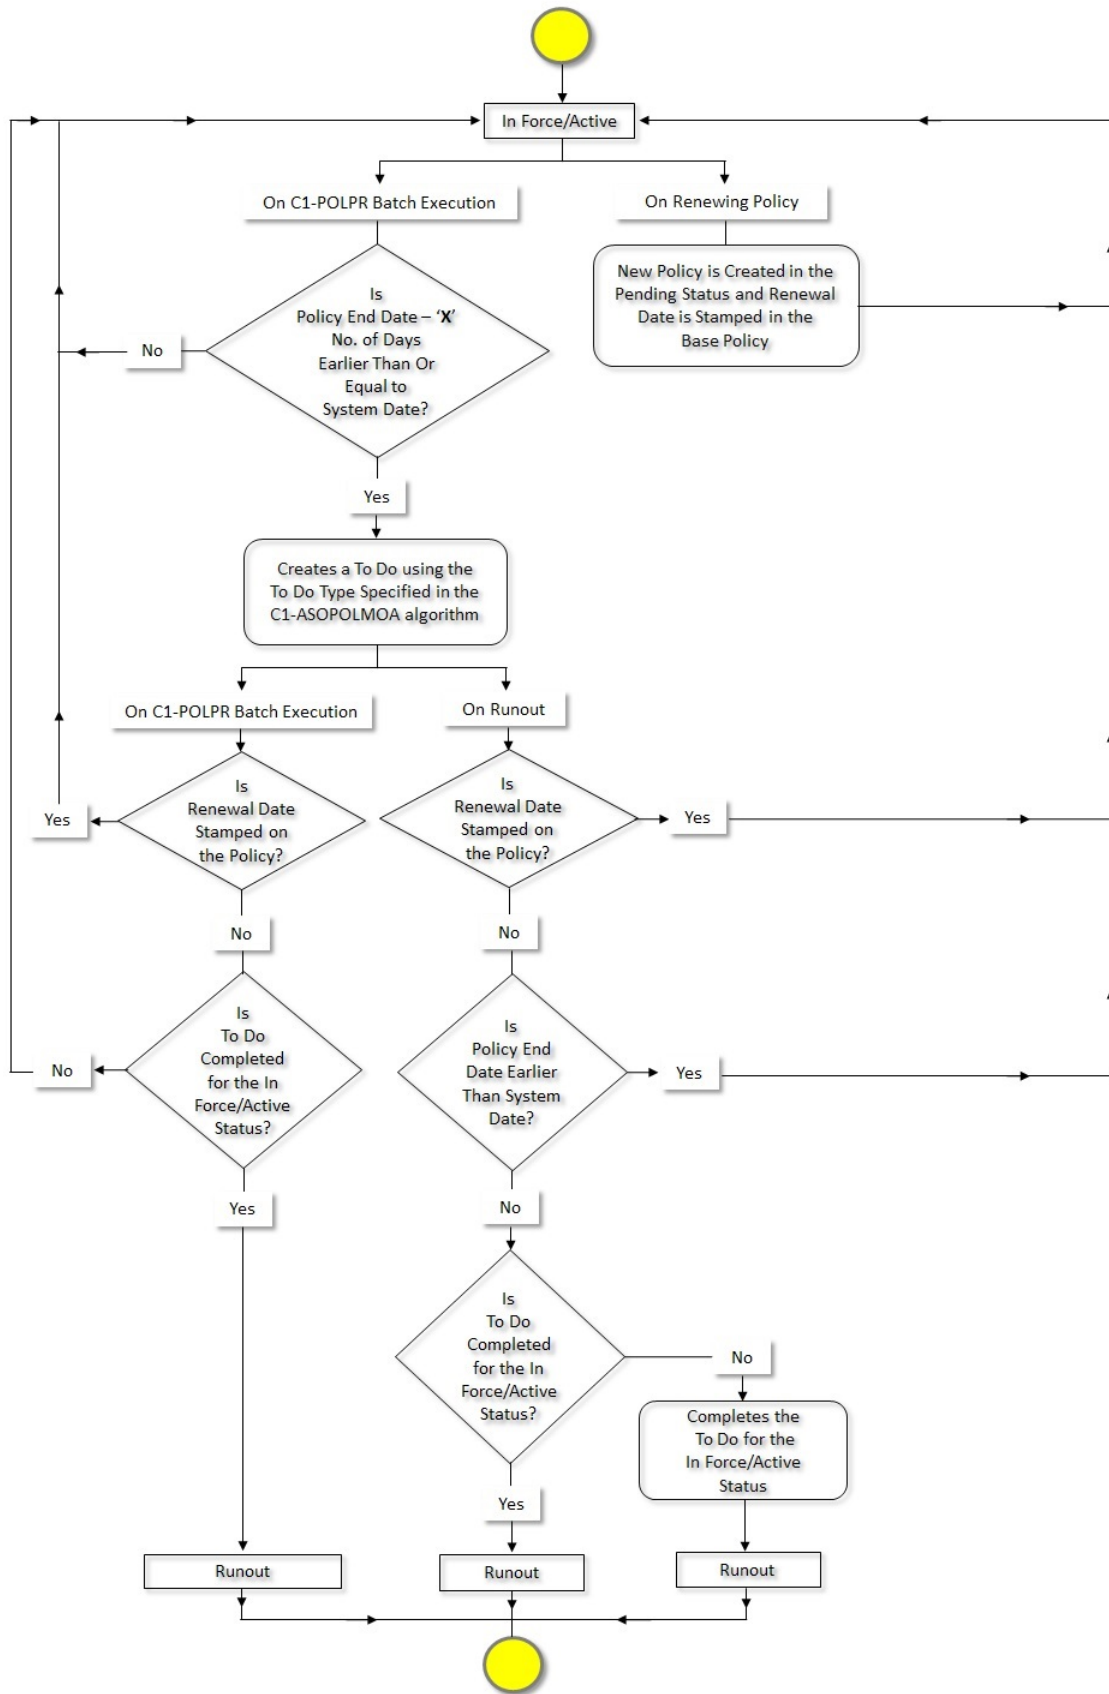 In Force/Active
On C1-POLPR Batch Execution
On Renewing Policy
Is
Policy End Date – ‘X’
No. of Days
Earlier Than Or
Equal to
System Date?
New Policy is Created in the
Pending Status and Renewal
Date is Stamped in the
Base Policy
No
Yes
Creates a To Do using the
To Do Type Specified in the
C1-ASOPOLMOA algorithm
On C1-POLPR Batch Execution
On Runout
Is
Renewal Date
Stamped on
the Policy?
Yes
Is
Renewal Date
Stamped on
the Policy?
Yes
No
No
Is
To Do
Completed
for the In
Force/Active
Status?
No
Is
Policy End
Date Earlier
Than System
Date?
Yes
Yes
No
Is
To Do
Completed
for the In
Force/Active
Status?
No
Completes the
To Do for the
In Force/Active
Status
Yes
Runout
Runout
Runout